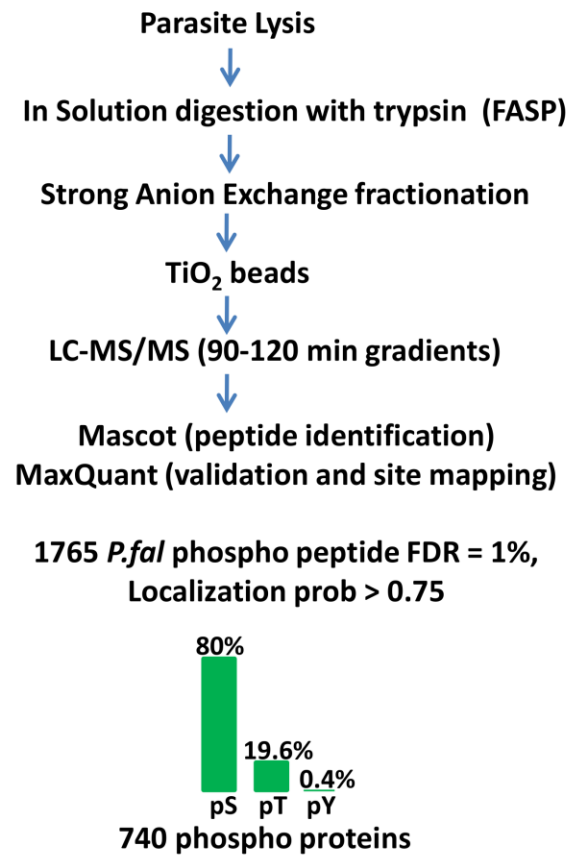 Parasite Lysis
In Solution digestion with trypsin (FASP)
Strong Anion Exchange fractionation
TiO₂ beads
LC-MS/MS (90-120 min gradients)
Mascot (peptide identification)
MaxQuant (validation and site mapping)
1765 P.fal phospho peptide FDR = 1%,
Localization prob > 0.75
80%
19.6%
0.4%
pS pT pY
740 phospho proteins